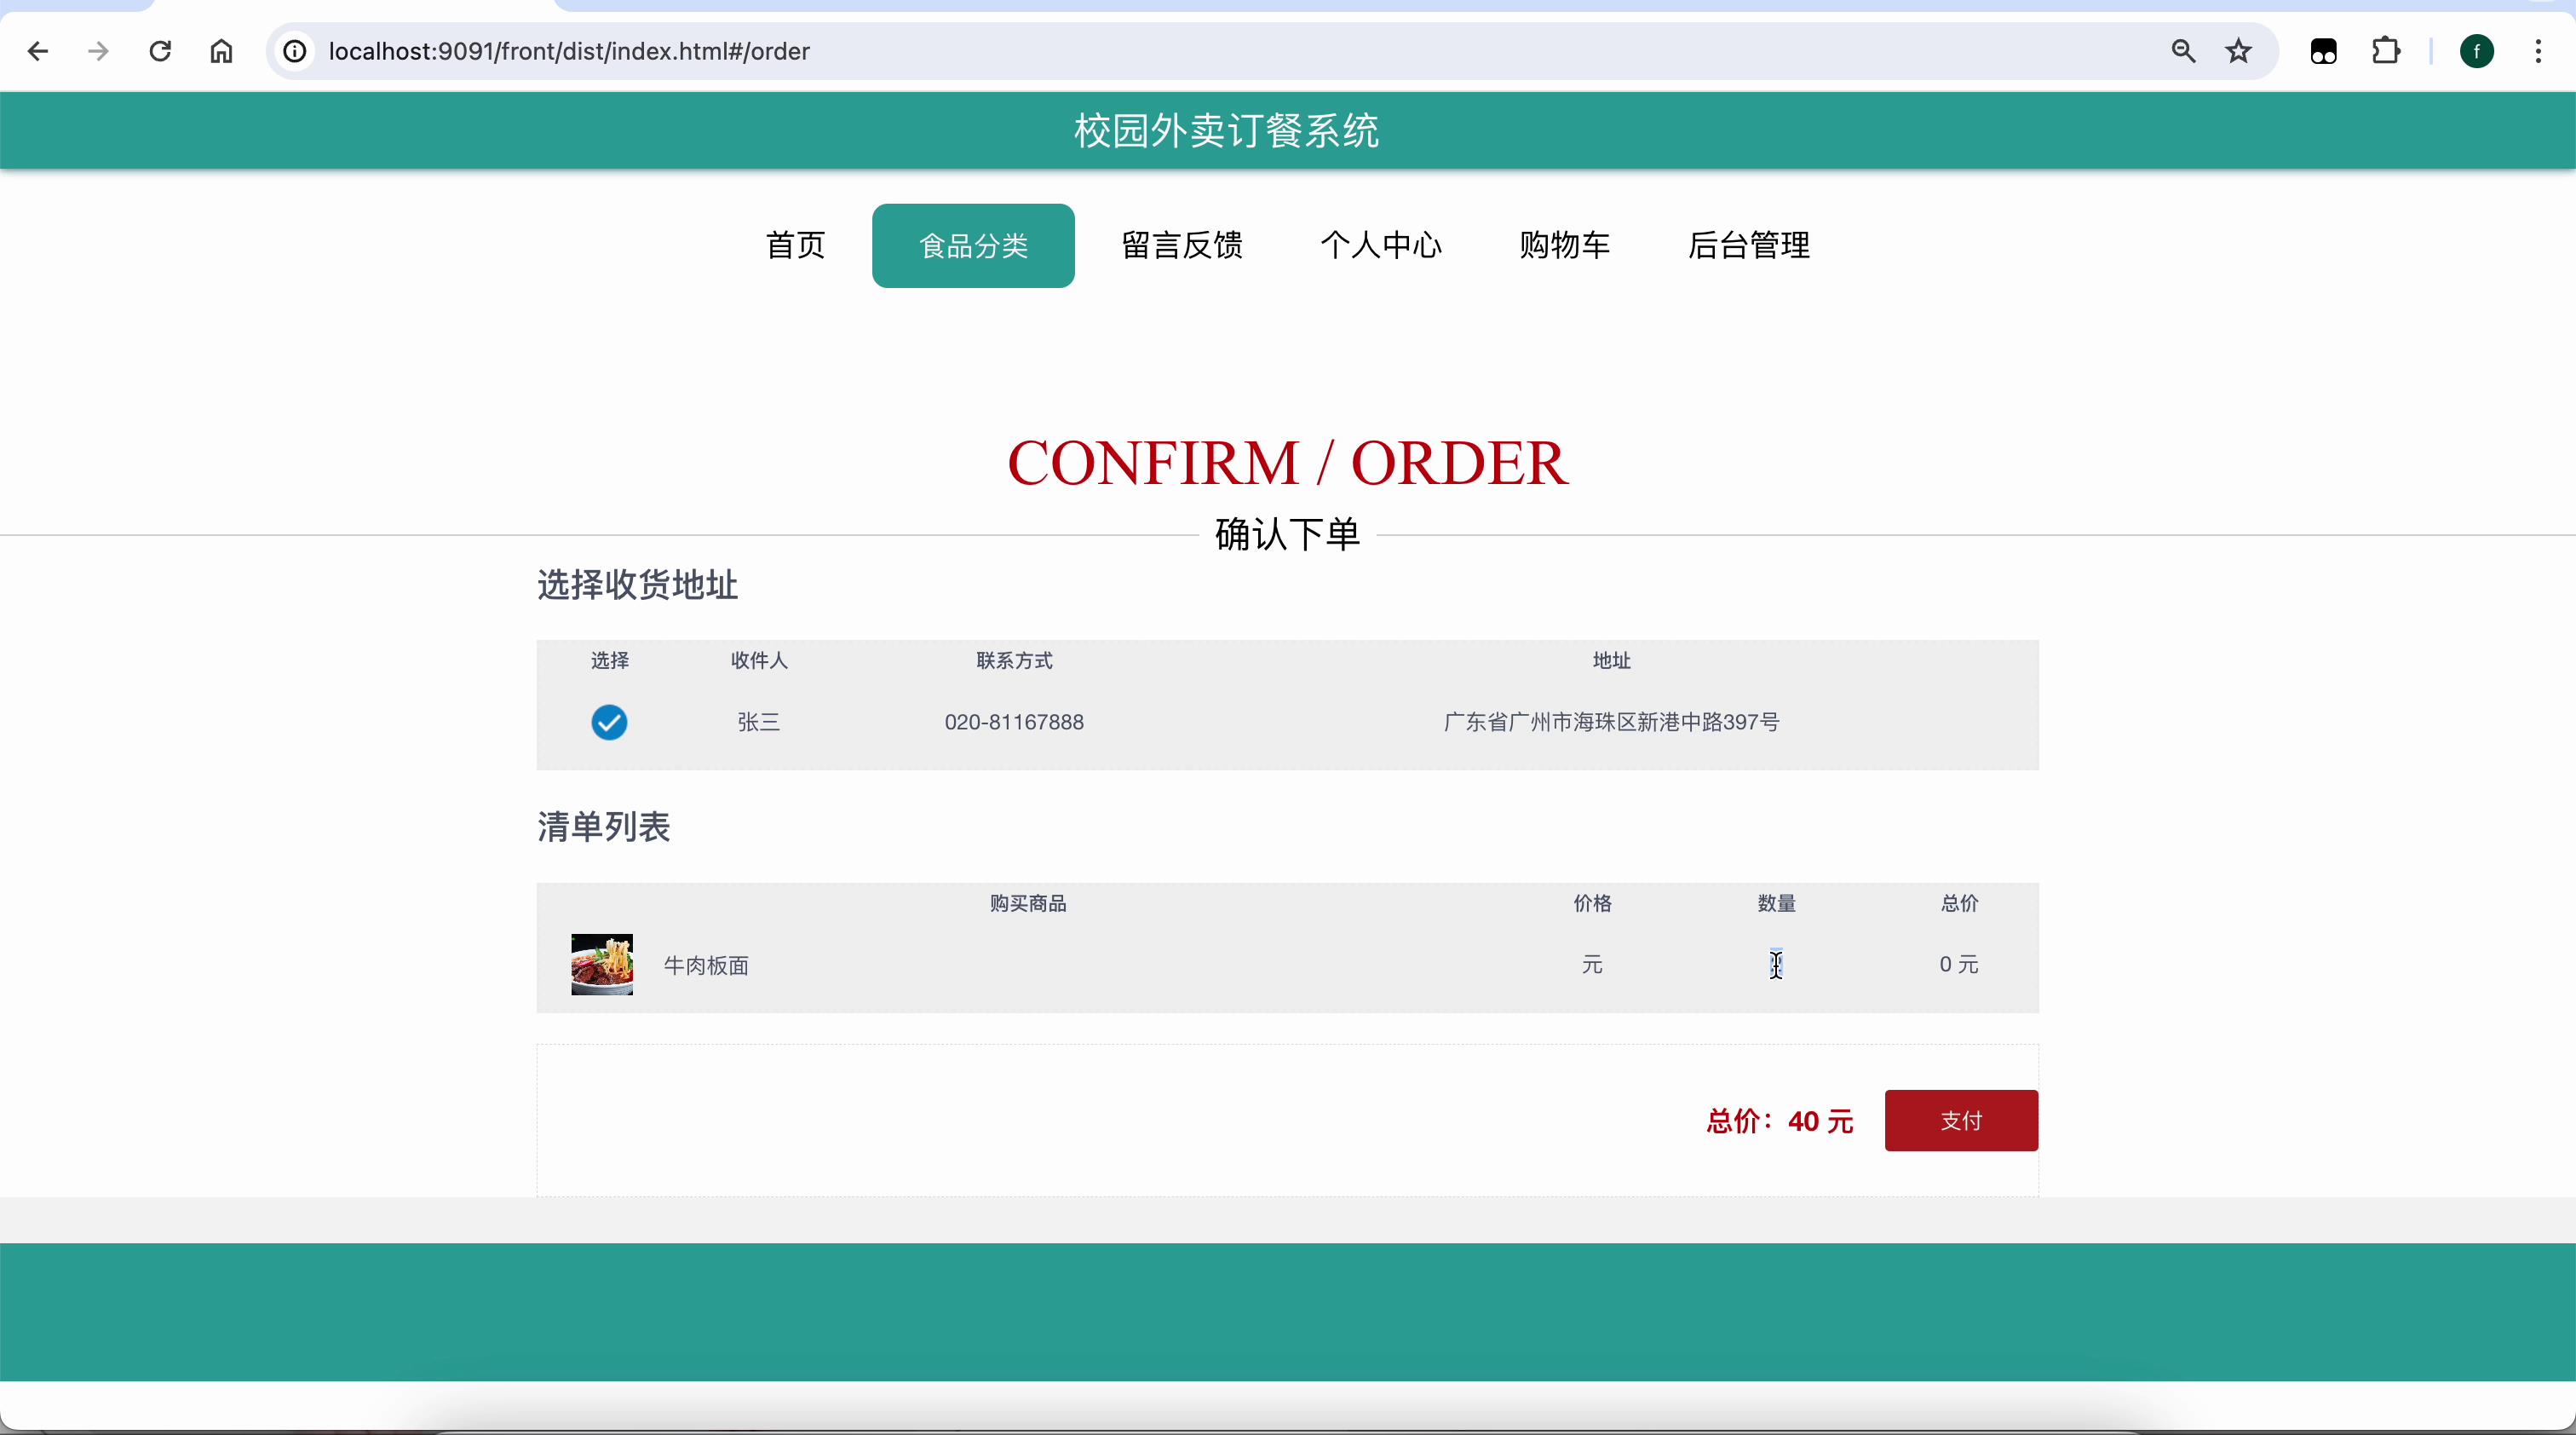 localhost:9091/front/dist/index.html#/order
f
校园外卖订餐系统
首页 食品分类 留言反馈 个人中心 购物车 后台管理
CONFIRM / ORDER
确认下单
选择收货地址
选择 收件人 联系方式 地址
张三 020-81167888 广东省广州市海珠区新港中路397号
清单列表
购买商品 价格 数量 总价
牛肉板面 元 0 元
总价：40 元 支付